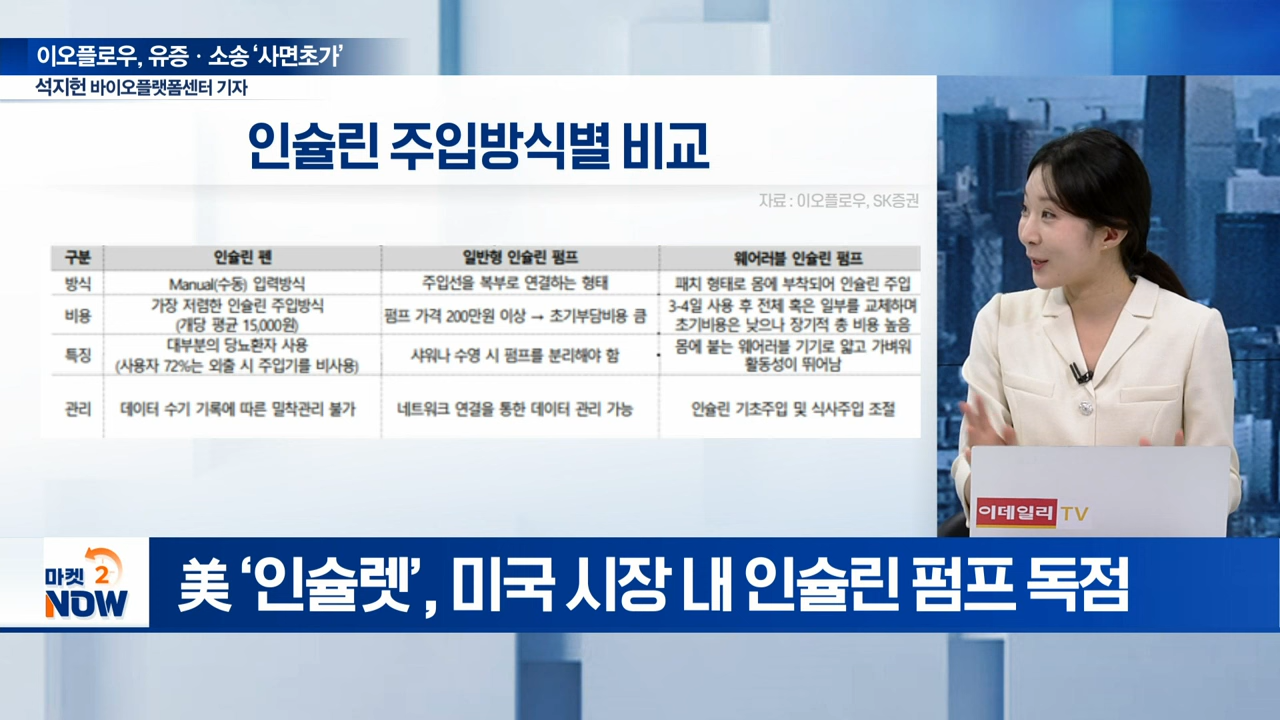 이오플로우, 유증·소송 '사면초가'
석지헌 바이오플랫폼센터 기자
인슐린 주입방식별 비교
자료 : 이오플로우, SK증권
구분 인슐린 펜 일반형 인슐린 펌프 웨어러블 인슐린 펌프
방식 Manual(수동) 입력방식 주입선을 복부로 연결하는 형태 패치 형태로 몸에 부착되어 인슐린 주입
비용 가장 저렴한 인슐린 주입방식 (개당 평균 15,000원) 펌프 가격 200만원 이상 → 초기부담비용 큼 3-4일 사용 후 전체 혹은 일부를 교체하며 초기비용은 낮으나 장기적 총 비용 높음
특징 대부분의 당뇨환자 사용 (사용자 72%는 외출 시 주입기를 비사용) 샤워나 수영 시 펌프를 분리해야 함 몸에 붙는 웨어러블 기기로 얇고 가벼워 활동성이 뛰어남
관리 데이터 수기 기록에 따른 밀착관리 불가 네트워크 연결을 통한 데이터 관리 가능 인슐린 기초주입 및 식사주입 조절
이데일리 TV
마켓 2
NOW
美 '인슐렛', 미국 시장 내 인슐린 펌프 독점